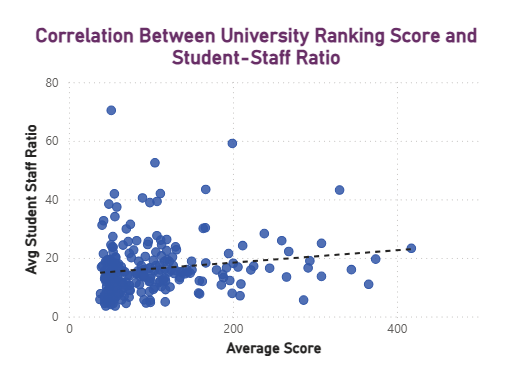 Correlation Between University Ranking Score and
Student-Staff Ratio
Avg Student Staff Ratio
80
60
40
20
0
0
200
400
Average Score